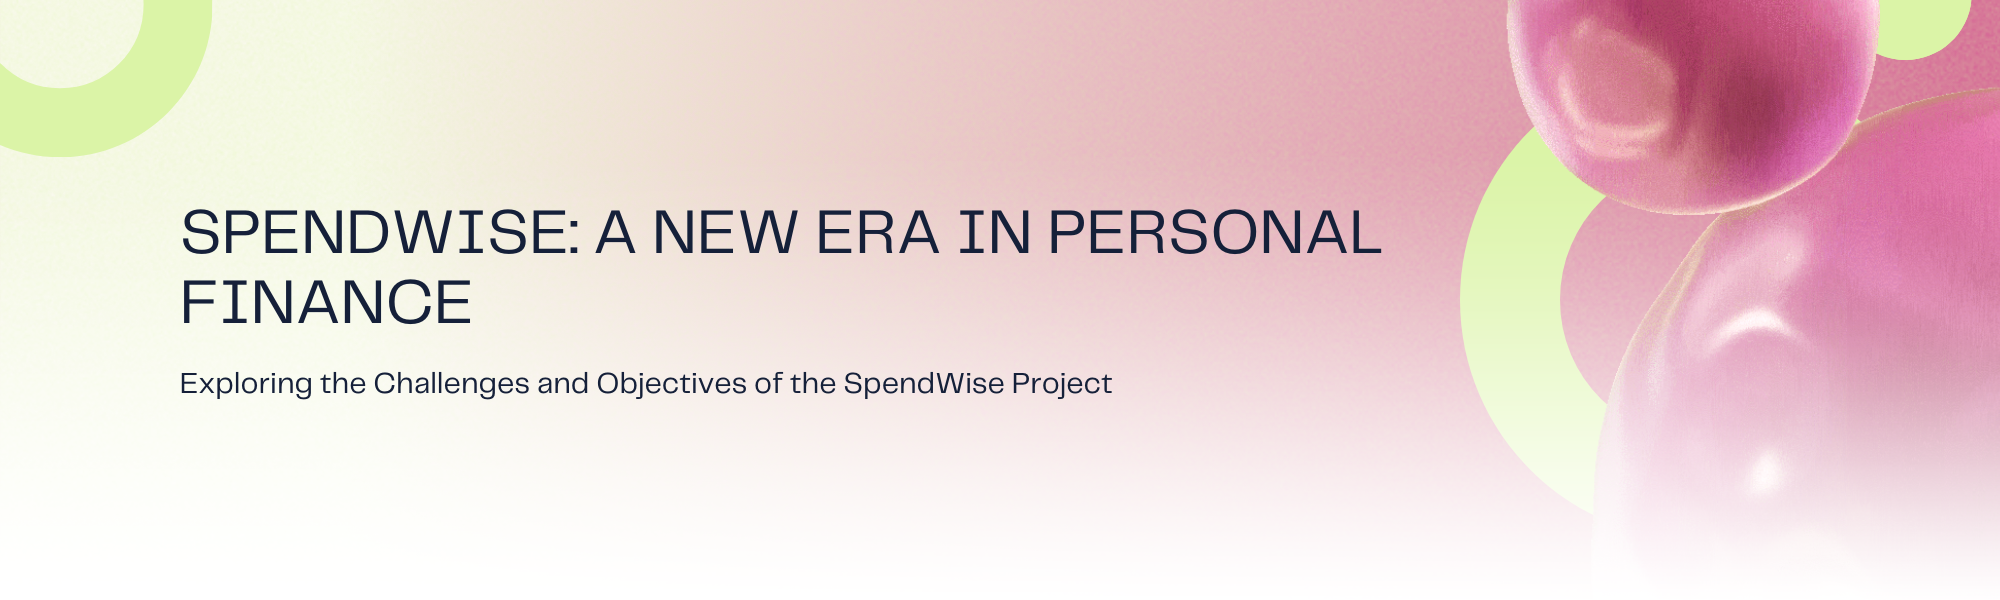 SPENDWISE: A NEW ERA IN PERSONAL
FINANCE
Exploring the Challenges and Objectives of the SpendWise Project